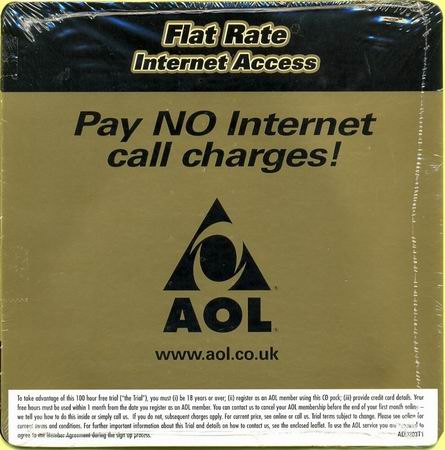 Flat Rate
Internet Access
Pay NO Internet
call charges!
AOL
www.aol.co.uk
To take advantage of this 100 hour free trial ("the Trial"), you must (i) be 18 years or over; (ii) register as an AOL member using this CD pack; (iii) provide credit card details. Your
free hours must be used within 1 month from the date you register as an AOL member. You can contact us to cancel your AOL membership before the end of your first month online –
we tell you how to do this inside or simply call us. If you do not, subsequent charges apply. For current price, see online or call us. Trial terms subject to change. Please see online for
current terms and conditions. For further important information about this Trial and details on how to contact us, see the enclosed leaflet. To use the AOL service you are required to
agree to our Member Agreement during the sign up process.